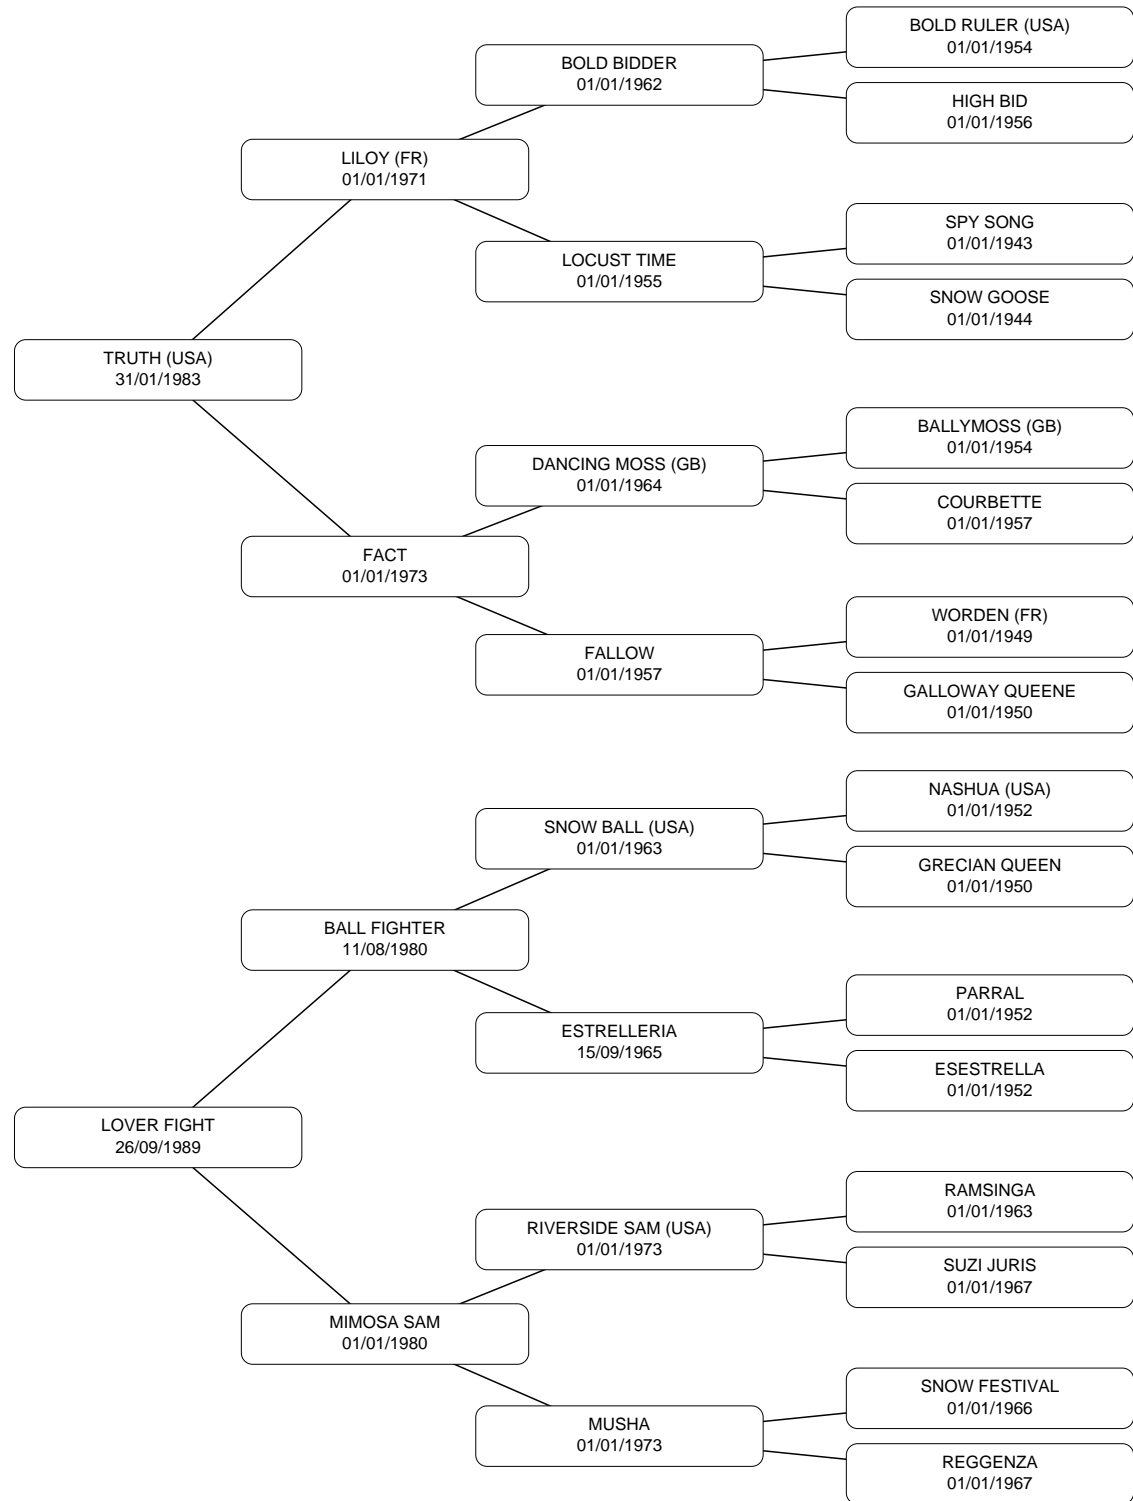 BOLD RULER (USA)
01/01/1954
BOLD BIDDER
01/01/1962
HIGH BID
01/01/1956
LILOY (FR)
01/01/1971
SPY SONG
01/01/1943
LOCUST TIME
01/01/1955
SNOW GOOSE
01/01/1944
TRUTH (USA)
31/01/1983
BALLYMOSS (GB)
01/01/1954
DANCING MOSS (GB)
01/01/1964
COURBETTE
01/01/1957
FACT
01/01/1973
WORDEN (FR)
01/01/1949
FALLOW
01/01/1957
GALLOWAY QUEENE
01/01/1950
NASHUA (USA)
01/01/1952
SNOW BALL (USA)
01/01/1963
GRECIAN QUEEN
01/01/1950
BALL FIGHTER
11/08/1980
PARRAL
01/01/1952
ESTRELLERIA
15/09/1965
ESESTRELLA
01/01/1952
LOVER FIGHT
26/09/1989
RAMSINGA
01/01/1963
RIVERSIDE SAM (USA)
01/01/1973
SUZI JURIS
01/01/1967
MIMOSA SAM
01/01/1980
SNOW FESTIVAL
01/01/1966
MUSHA
01/01/1973
REGGENZA
01/01/1967